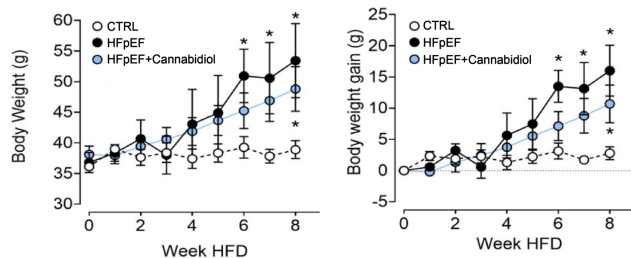 CTRL
HFpEF
HFpEF+Cannabidiol
Body Weight (g)
60
55
50
45
40
35
30
* * *
*
0 2 4 6 8
Week HFD
CTRL
HFpEF
HFpEF+Cannabidiol
Body weight gain (g)
25
20
15
10
5
0
-5
* * *
*
0 2 4 6 8
Week HFD